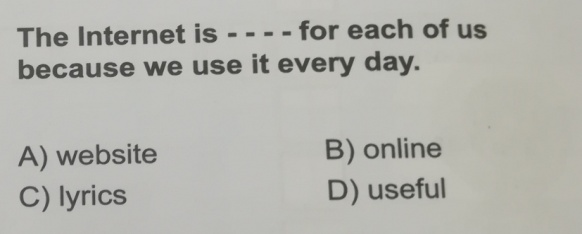 The Internet is - - - - for each of us
because we use it every day.
A) website
B) online
C) lyrics
D) useful